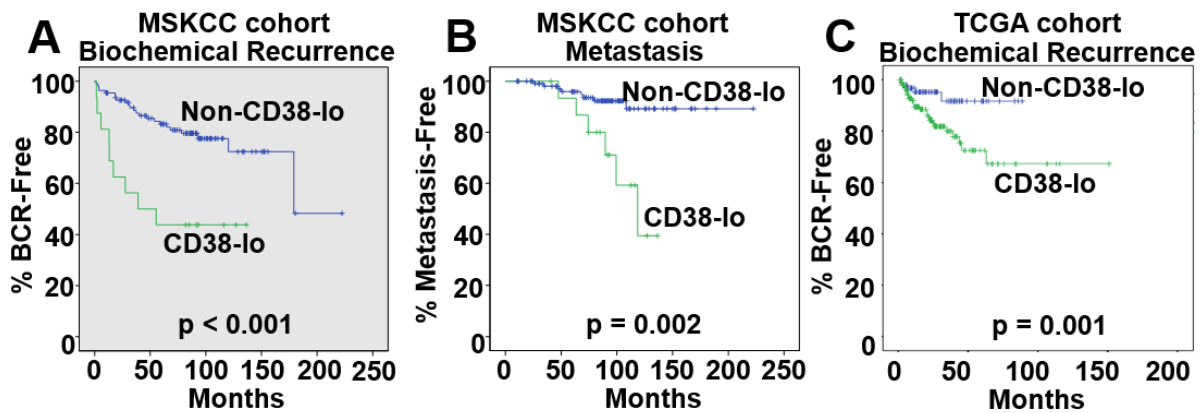 A
MSKCC cohort
Biochemical Recurrence
% BCR-Free
100
80
60
40
20
0
Non-CD38-lo
CD38-lo
p < 0.001
0 50 100 150 200 250
Months
B
MSKCC cohort
Metastasis
% Metastasis-Free
100
80
60
40
20
0
Non-CD38-lo
CD38-lo
p = 0.002
0 50 100 150 200 250
Months
C
TCGA cohort
Biochemical Recurrence
% BCR-Free
100
80
60
40
20
0
Non-CD38-lo
CD38-lo
p = 0.001
0 50 100 150 200
Months